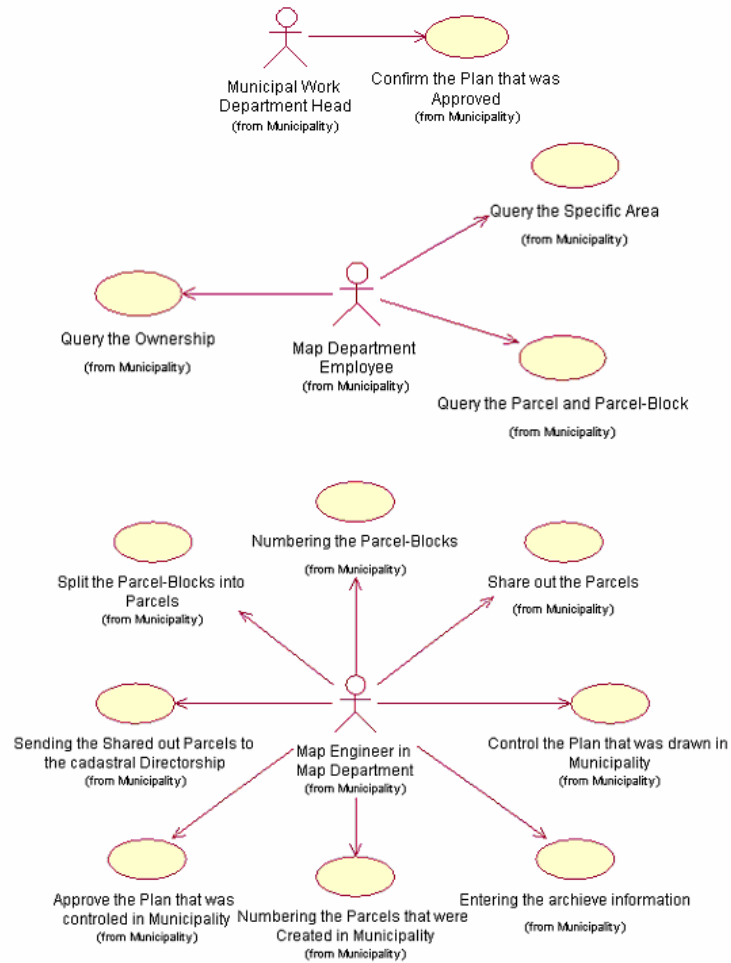 Municipal Work
Department Head
(from Municipality)
Confirm the Plan that was
Approved
(from Municipality)
Query the Specific Area
(from Municipality)
Query the Ownership
(from Municipality)
Map Department
Employee
(from Municipality)
Query the Parcel and Parcel-Block
(from Municipality)
Numbering the Parcel-Blocks
(from Municipality)
Split the Parcel-Blocks into
Parcels
(from Municipality)
Share out the Parcels
(from Municipality)
Sending the Shared out Parcels to
the cadastral Directorship
(from Municipality)
Map Engineer in
Map Department
(from Municipality)
Control the Plan that was drawn in
Municipality
(from Municipality)
Approve the Plan that was
controled in Municipality
(from Municipality)
Numbering the Parcels that were
Created in Municipality
(from Municipality)
Entering the archieve information
(from Municipality)